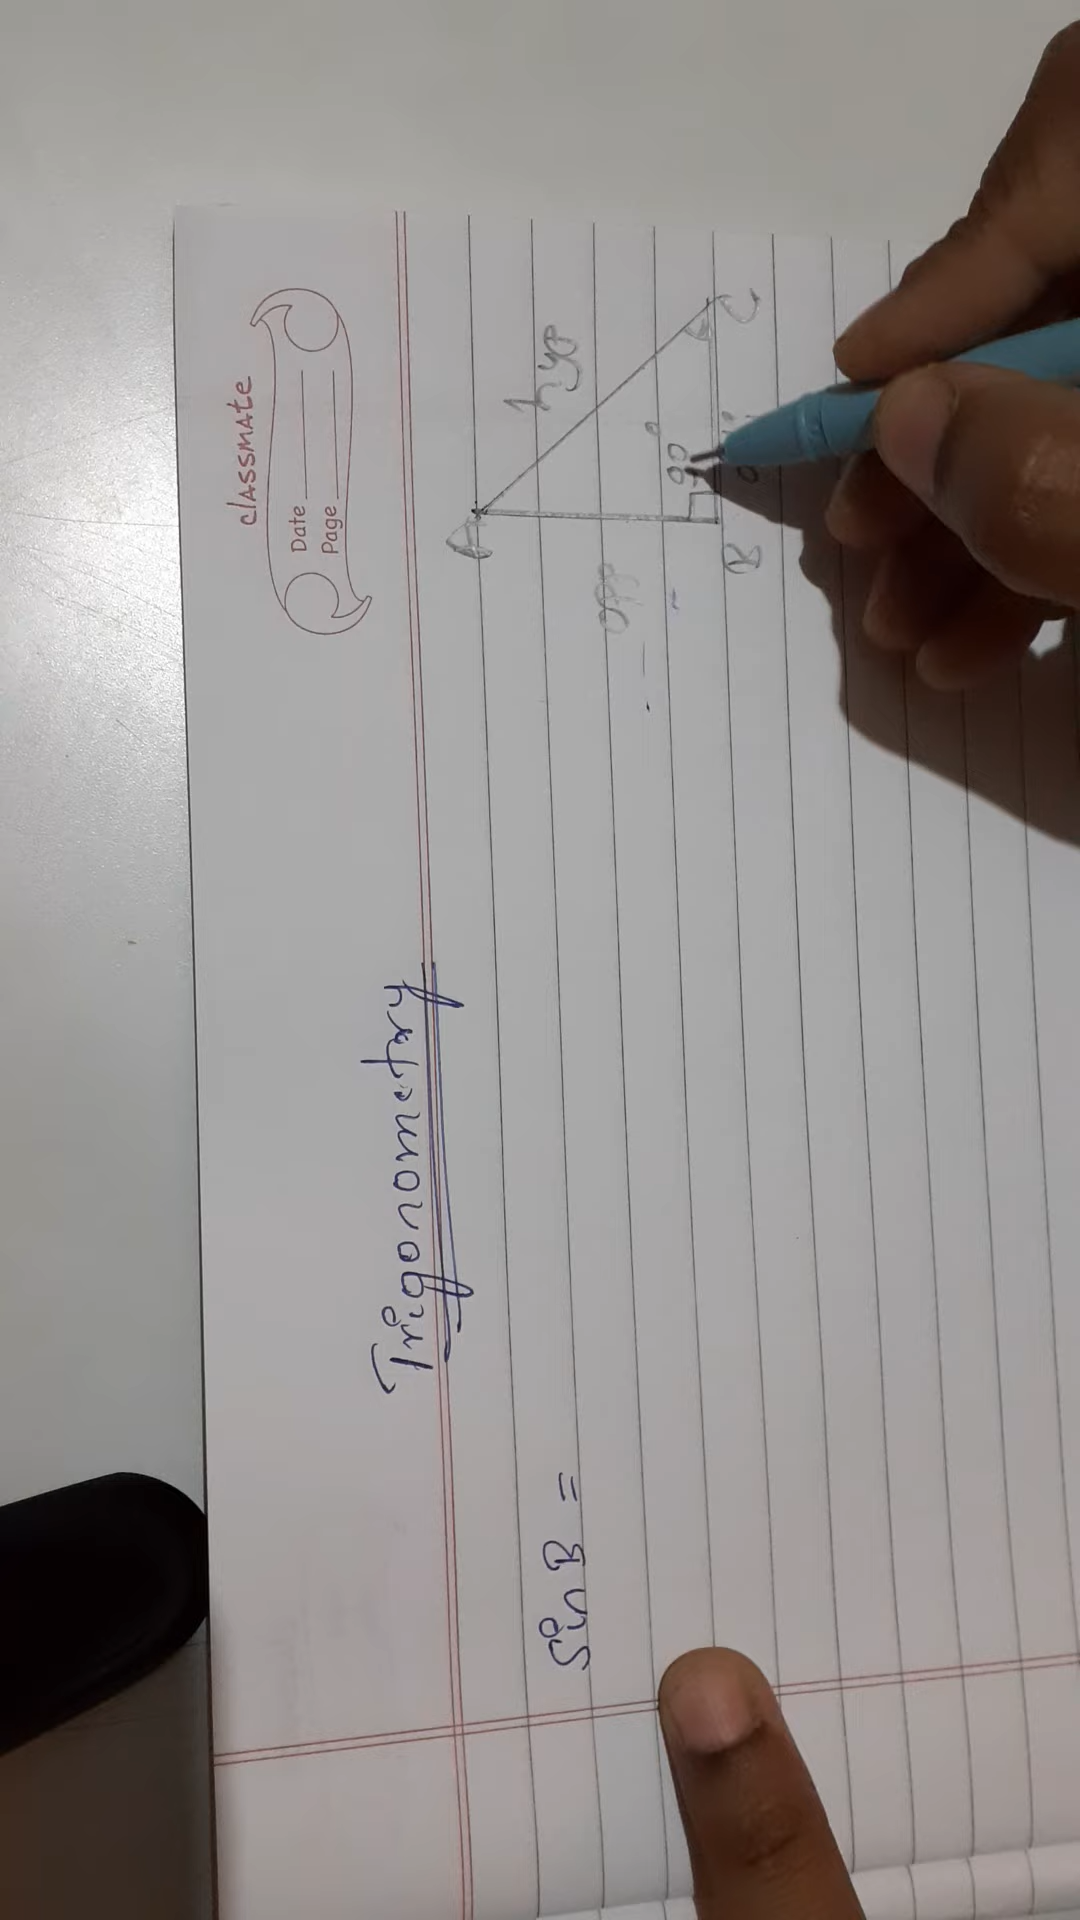 classmate
Date
Page
Trigonometry
A
hyp
Sin B =
opp
90°
B
C